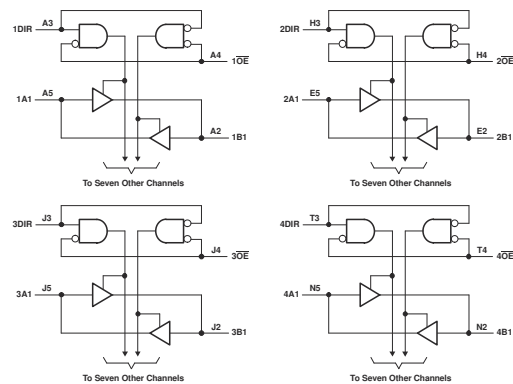 1DIR A3
A4 1OE
1A1 A5
A2 1B1
To Seven Other Channels
2DIR H3
H4 2OE
2A1 E5
E2 2B1
To Seven Other Channels
3DIR J3
J4 3OE
3A1 J5
J2 3B1
To Seven Other Channels
4DIR T3
T4 4OE
4A1 N5
N2 4B1
To Seven Other Channels